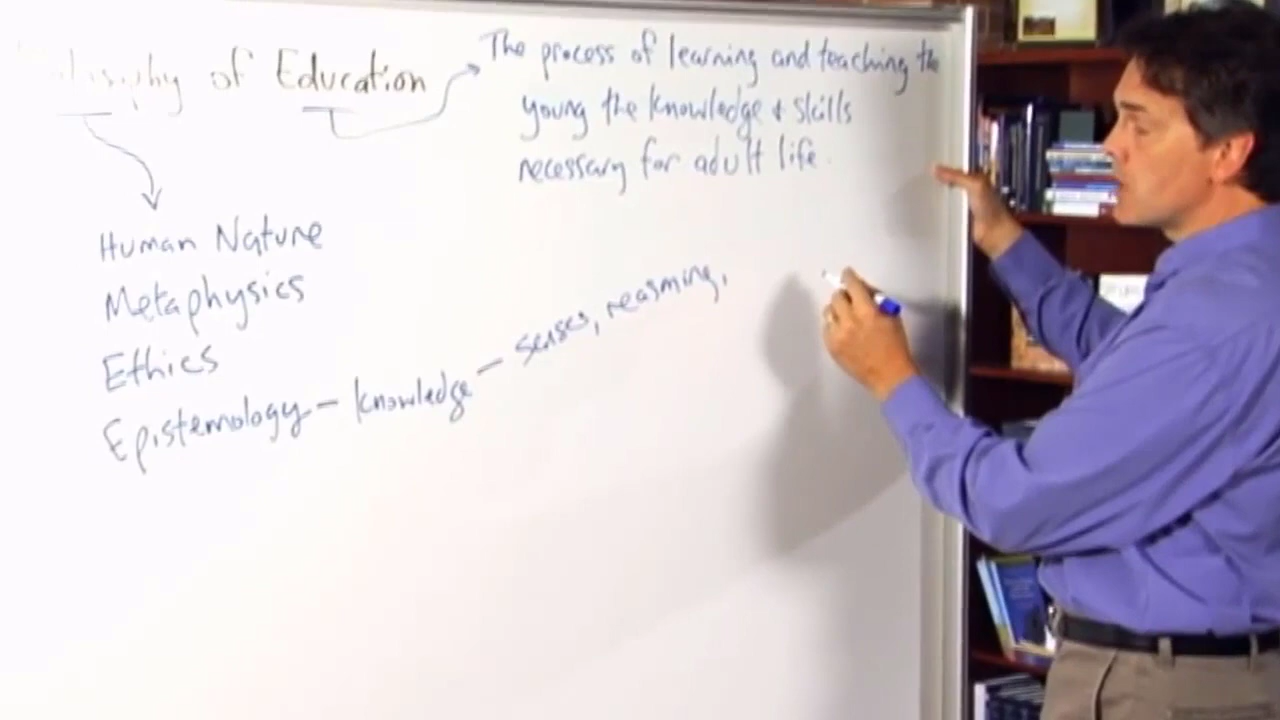 of Education
The process of learning and teaching the
young the knowledge + skills
necessary for adult life.
Human Nature
Metaphysics
Ethics
Epistemology - knowledge - senses, reasoning,